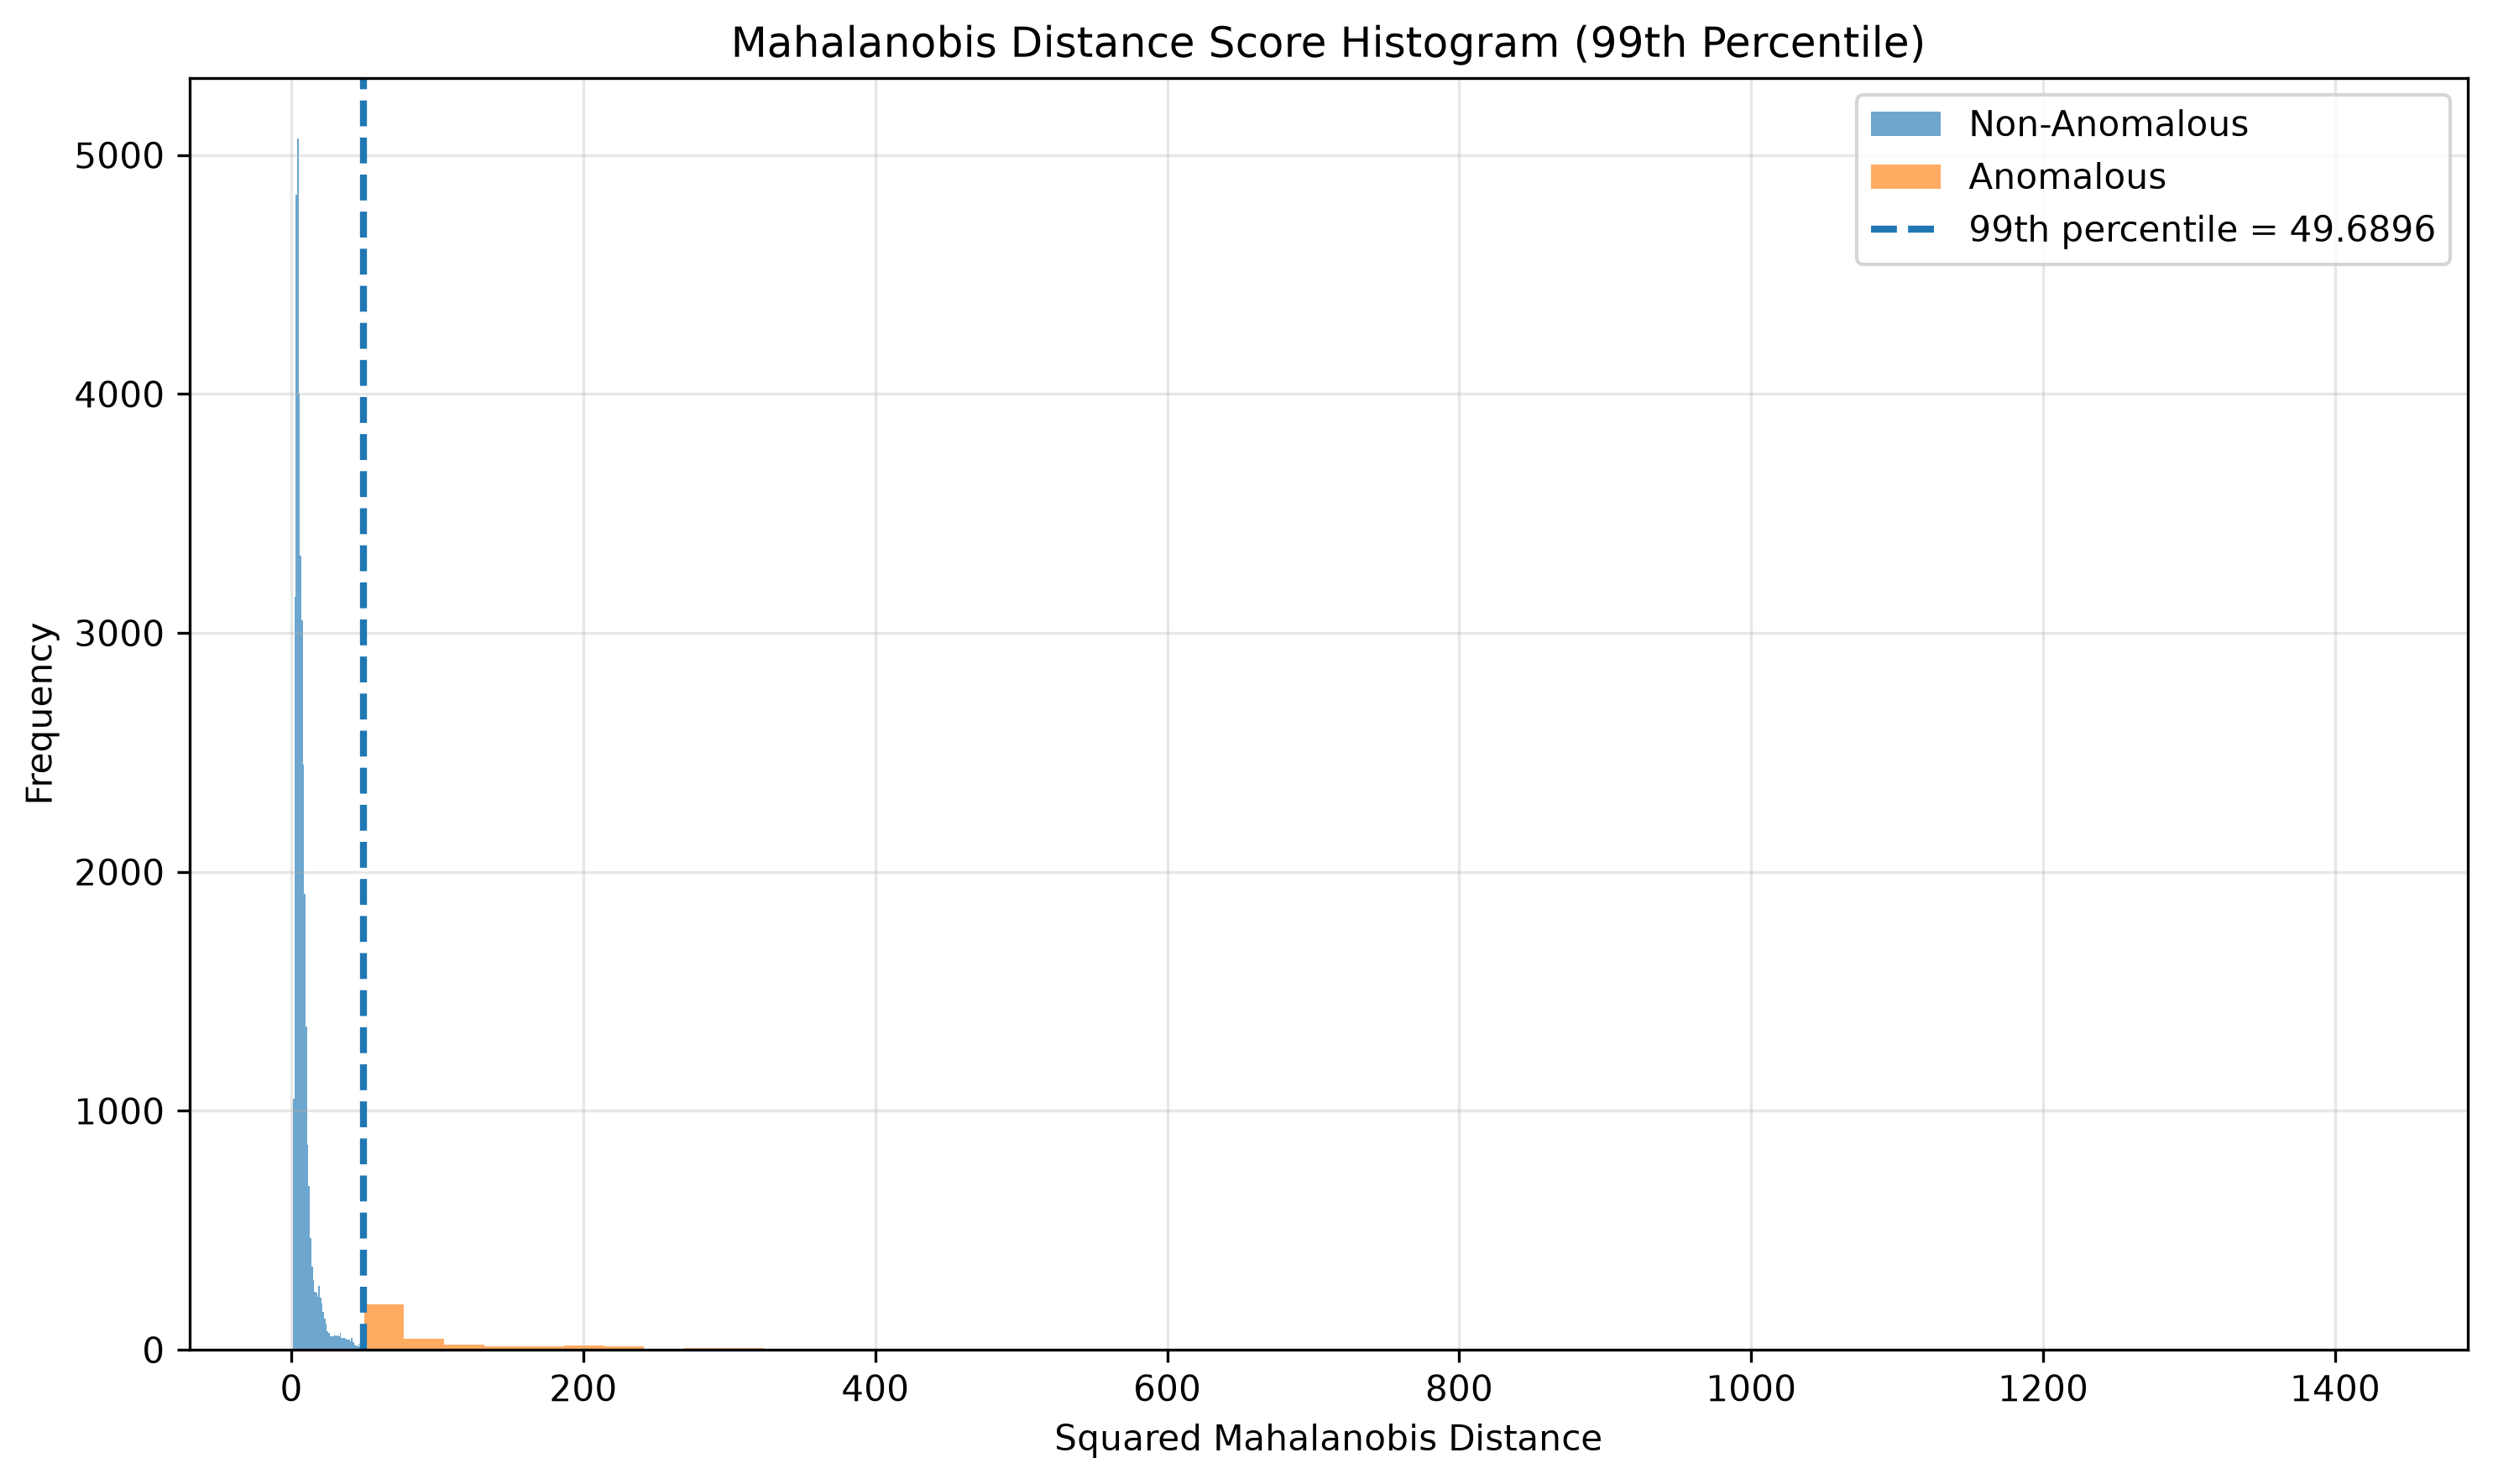 Mahalanobis Distance Score Histogram (99th Percentile)
Non-Anomalous
Anomalous
99th percentile = 49.6896
5000
4000
3000
2000
1000
0
Frequency
0 200 400 600 800 1000 1200 1400
Squared Mahalanobis Distance